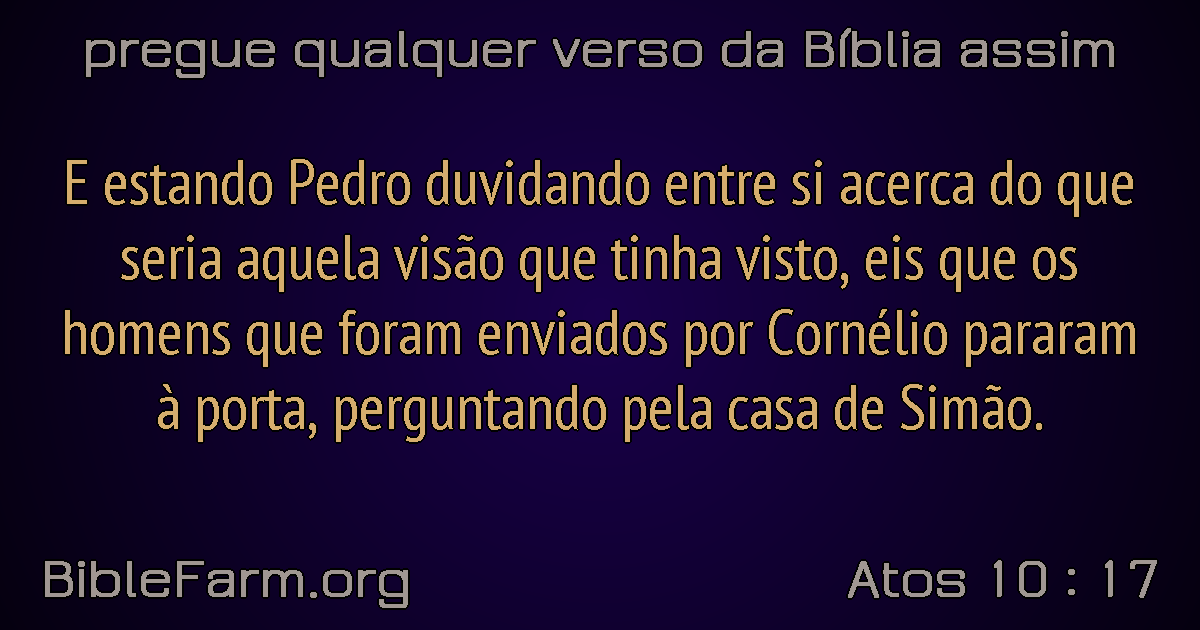 pregue qualquer verso da Bíblia assim
E estando Pedro duvidando entre si acerca do que
seria aquela visão que tinha visto, eis que os
homens que foram enviados por Cornélio pararam
à porta, perguntando pela casa de Simão.
BibleFarm.org
Atos 10 : 17